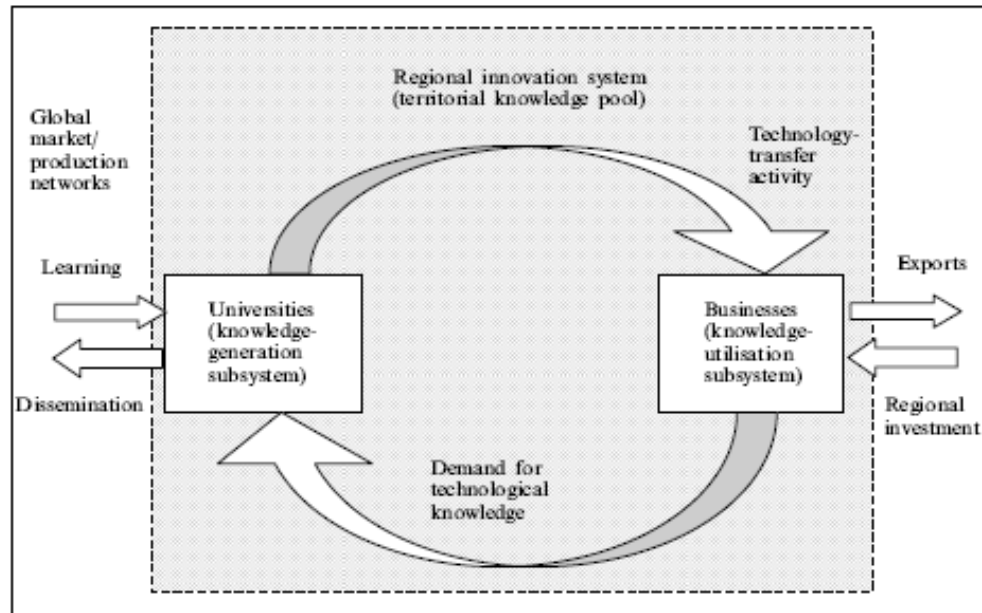 Regional innovation system
(territorial knowledge pool)
Global
market/
production
networks
Technology-
transfer
activity
Learning
Exports
Universities
(knowledge-
generation
subsystem)
Businesses
(knowledge-
utilisation
subsystem)
Dissemination
Regional
investment
Demand for
technological
knowledge